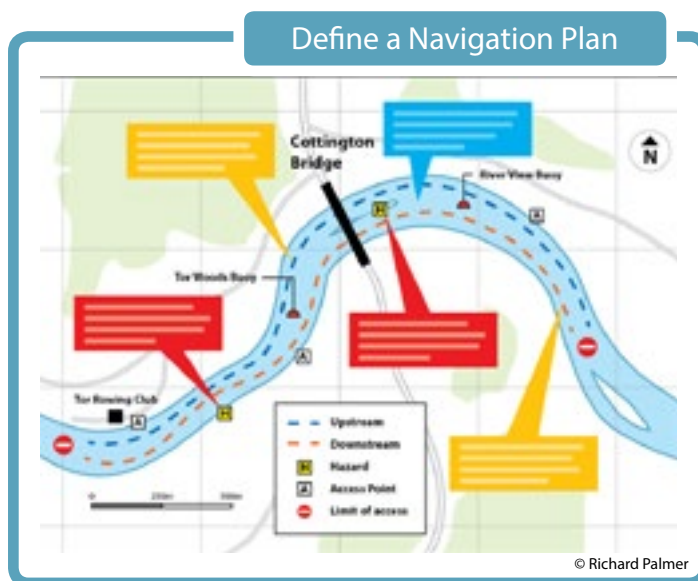 Define a Navigation Plan
Cottington
Bridge
River View Buoy
N
H
A
Tor Woods Buoy
A
Tor Rowing Club
A
H
Upstream
Downstream
H Hazard
A Access Point
Limit of access
0
© Richard Palmer